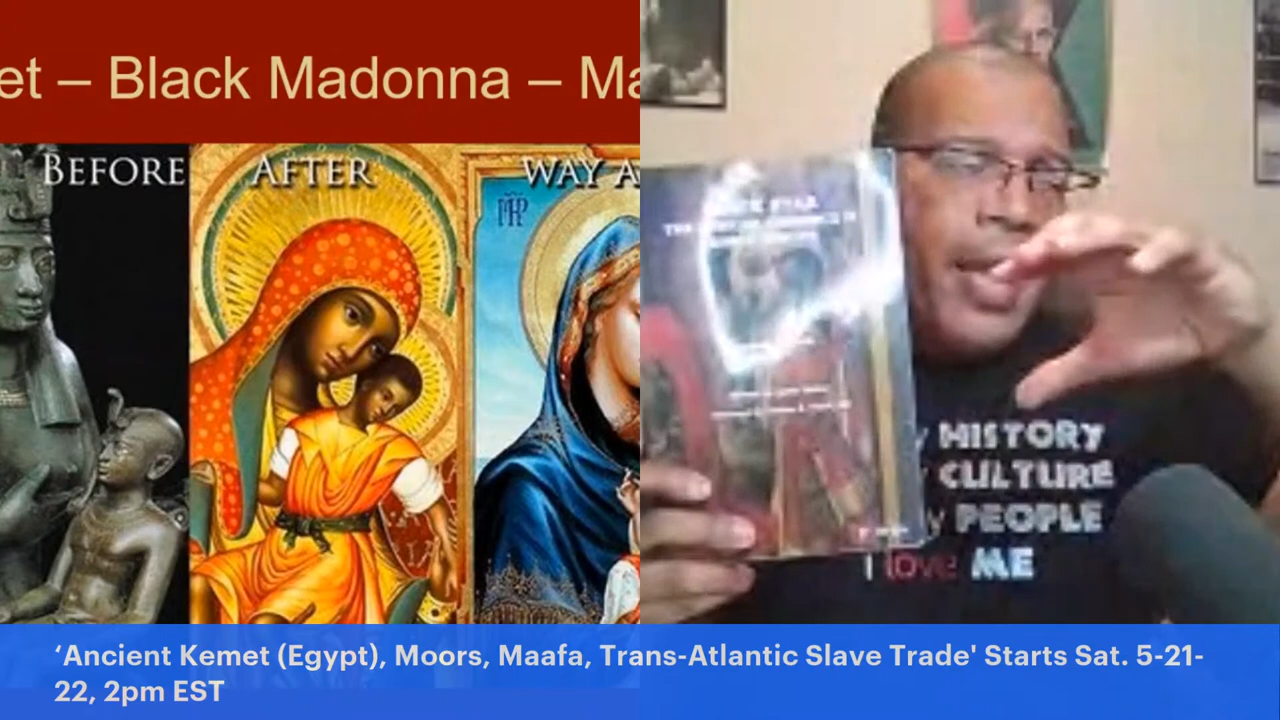 et – Black Madonna – Ma
BEFORE
AFTER
WAY A
HISTORY
CULTURE
y PEOPLE
I love ME
‘Ancient Kemet (Egypt), Moors, Maafa, Trans-Atlantic Slave Trade' Starts Sat. 5-21-
22, 2pm EST